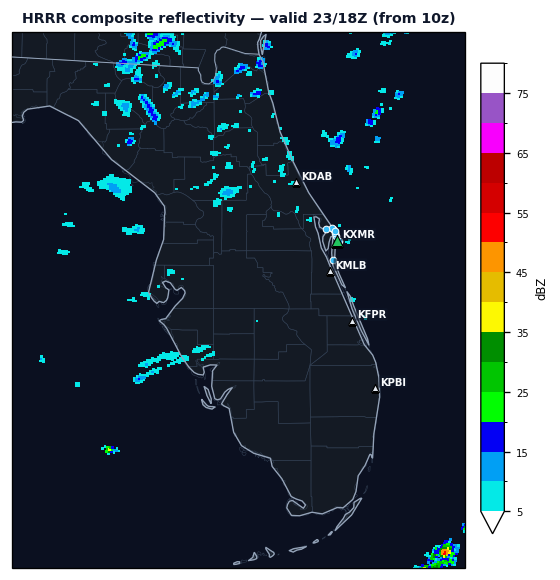 HRRR composite reflectivity — valid 23/18Z (from 10z)
75
65
55
45
35
25
15
5
dBZ
KDAB
KXMR
KMLB
KFPR
KPBI